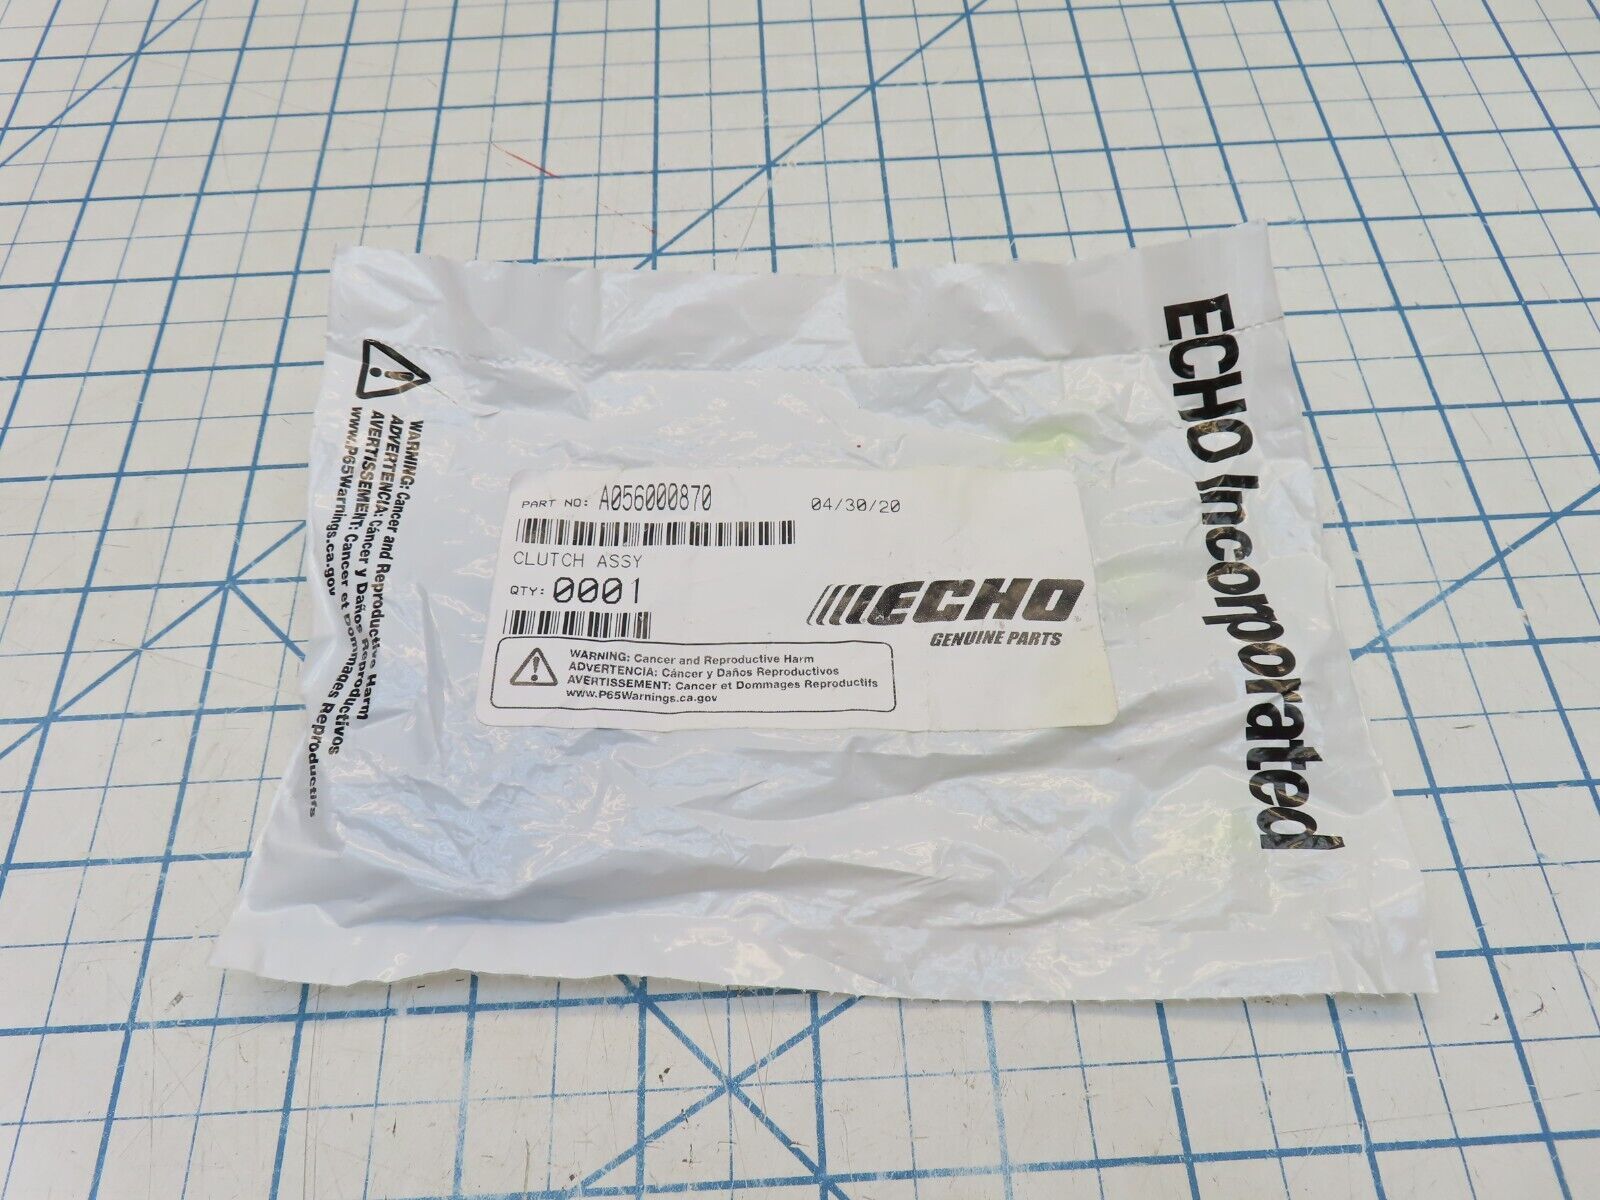 WARNING: Cancer and Reproductive Harm
ADVERTENCIA: Cáncer y Daños Reproductivos
AVERTISSEMENT: Cancer et Dommages Reproductifs
www.P65Warnings.ca.gov
PART NO: A056000870 04/30/20
CLUTCH ASSY
QTY: 0001
ECHO
GENUINE PARTS
WARNING: Cancer and Reproductive Harm
ADVERTENCIA: Cáncer y Daños Reproductivos
AVERTISSEMENT: Cancer et Dommages Reproductifs
www.P65Warnings.ca.gov
ECHO Incorporated